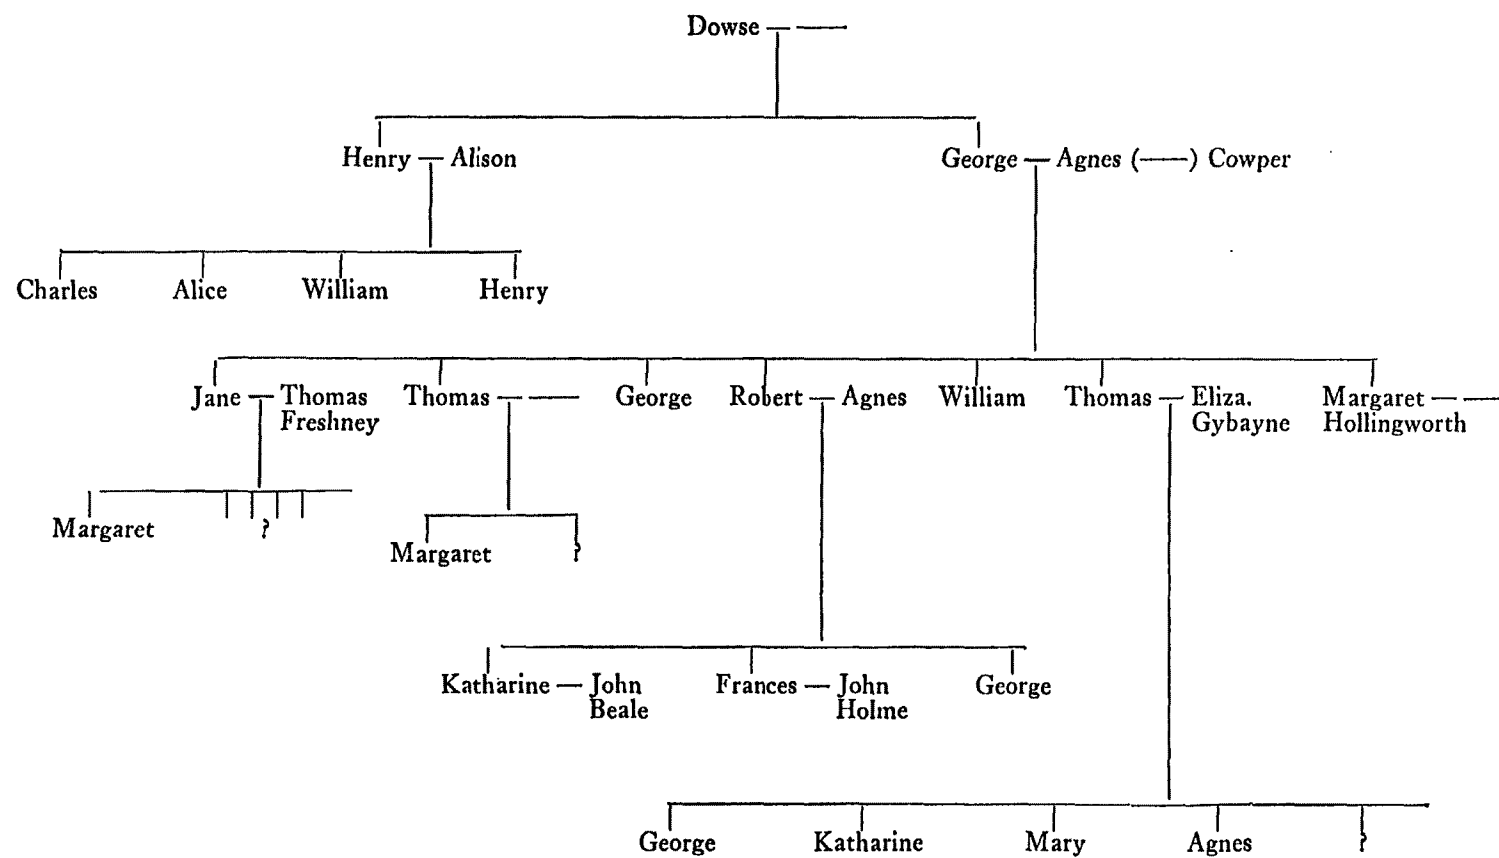 Dowse — ——
Henry — Alison George — Agnes (——) Cowper
Charles Alice William Henry
Jane — Thomas Thomas — —— George Robert — Agnes William Thomas — Eliza. Margaret — ——
Freshney Gybayne Hollingworth
Margaret ?
Margaret ?
Katharine — John Frances — John George
Beale Holme
George Katharine Mary Agnes ?